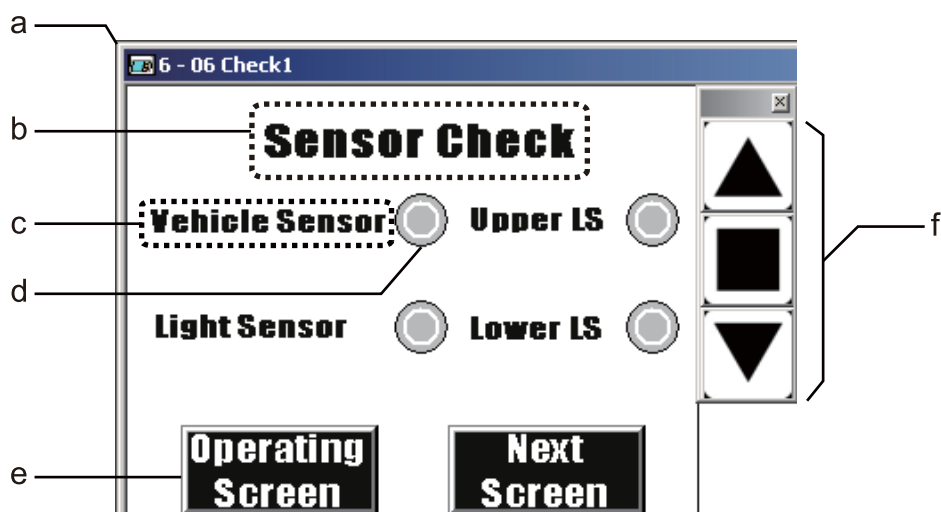 a
6 - 06 Check1
b
Sensor Check
c
Vehicle Sensor
Upper LS
f
d
Light Sensor
Lower LS
e
Operating
Screen
Next
Screen